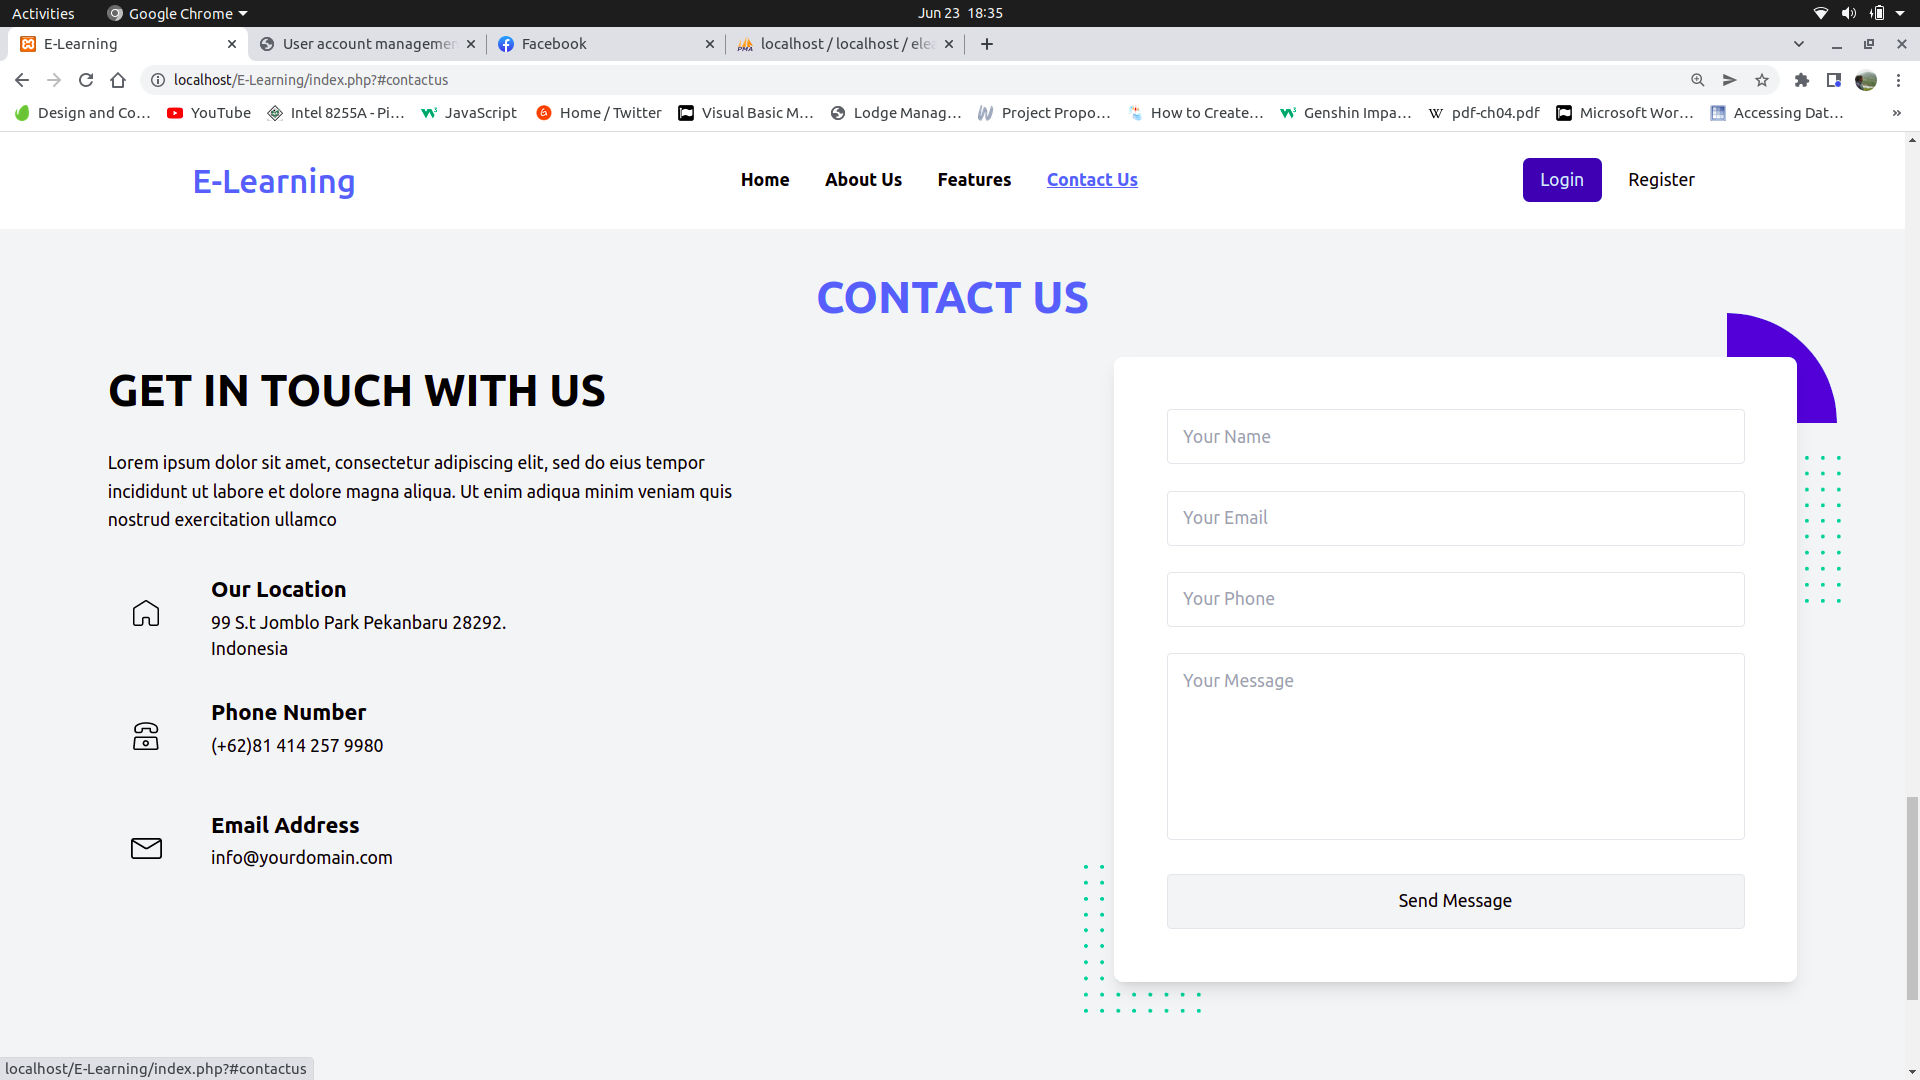 Activities
Google Chrome
Jun 23 18:35
E-Learning
User account managemen
Facebook
localhost / localhost / ele
localhost/E-Learning/index.php?#contactus
Design and Co...
YouTube
Intel 8255A - Pi...
JavaScript
Home / Twitter
Visual Basic M...
Lodge Manag...
Project Propo...
How to Create...
Genshin Impa...
pdf-ch04.pdf
Microsoft Wor...
Accessing Dat...
»
E-Learning
Home
About Us
Features
Contact Us
Login
Register
CONTACT US
GET IN TOUCH WITH US
Lorem ipsum dolor sit amet, consectetur adipiscing elit, sed do eius tempor
incididunt ut labore et dolore magna aliqua. Ut enim adiqua minim veniam quis
nostrud exercitation ullamco
Our Location
99 S.t Jomblo Park Pekanbaru 28292.
Indonesia
Phone Number
(+62)81 414 257 9980
Email Address
info@yourdomain.com
Your Name
Your Email
Your Phone
Your Message
Send Message
localhost/E-Learning/index.php?#contactus